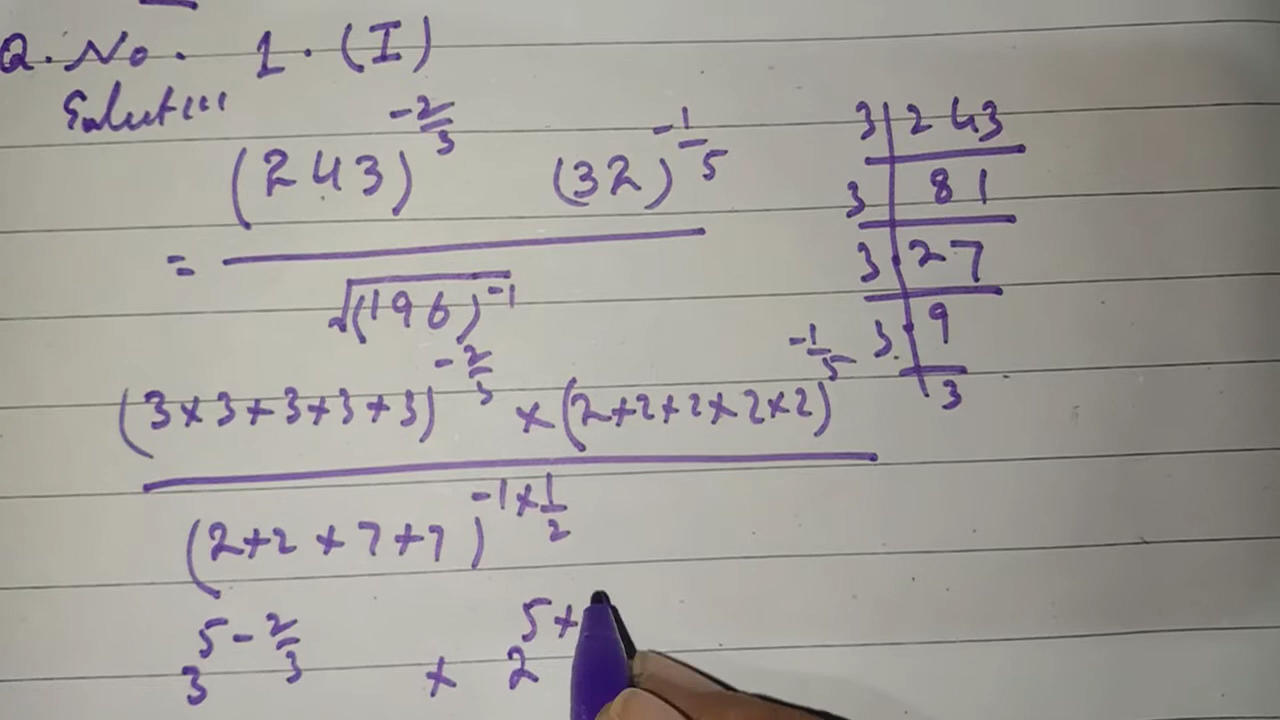 Q. No. 1. (I)
Solution
= (243)^{-2/3} (32)^{-1/5} / √(196)^{-1}
(3×3×3×3×3)^{-2/3} × (2×2×2×2×2)^{-1/5} / (2×2×7×7)^{-1×1/2}
3^{5-2/3} × 2^{5×
3 | 243
3 | 81
3 | 27
3 | 9
3